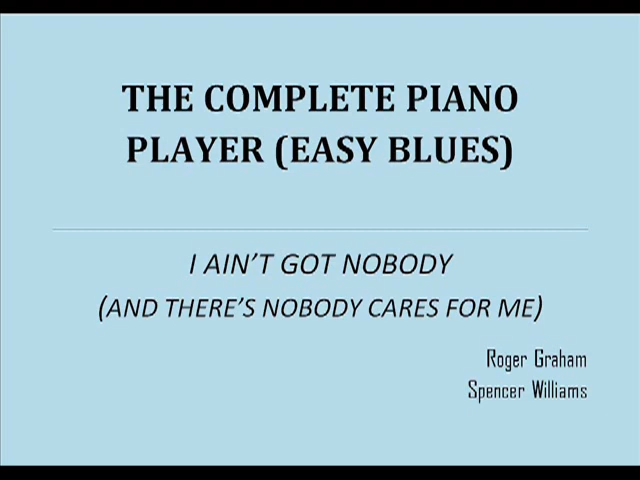 THE COMPLETE PIANO
PLAYER (EASY BLUES)
I AIN'T GOT NOBODY
(AND THERE'S NOBODY CARES FOR ME)
Roger Graham
Spencer Williams